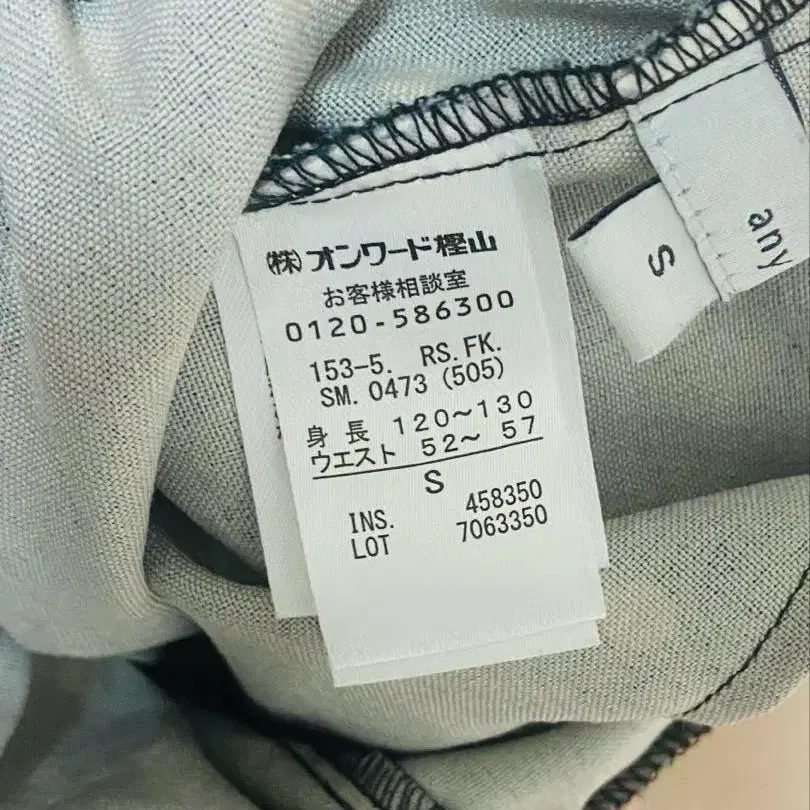 ㈱オンワード樫山
お客様相談室
0120-586300
153-5. RS.FK.
SM. 0473 (505)
身長 120〜130
ウエスト 52〜 57
S
INS. 458350
LOT 7063350
S
any